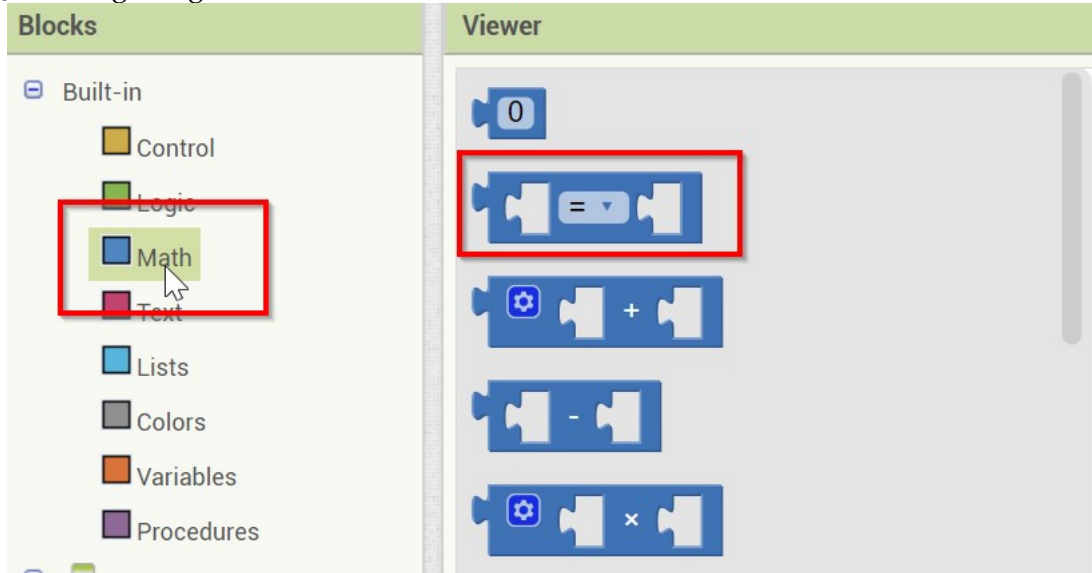 Blocks
Viewer
Built-in
Control
Logic
Math
Text
Lists
Colors
Variables
Procedures
0
= ▾
+
-
×